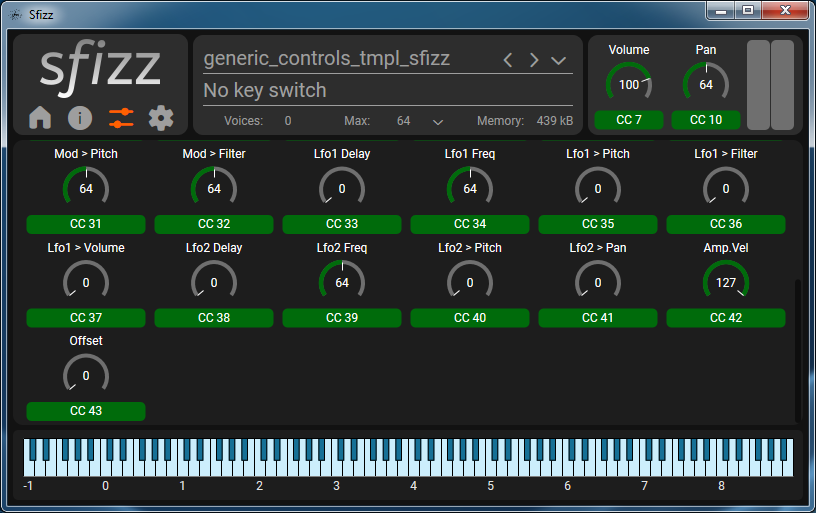 Sfizz
sfizz
generic_controls_tmpl_sfizz
No key switch
Voices: 0 Max: 64 Memory: 439 kB
Volume Pan
100 64
CC 7 CC 10
Mod > Pitch Mod > Filter Lfo1 Delay Lfo1 Freq Lfo1 > Pitch Lfo1 > Filter
64 64 0 64 0 0
CC 31 CC 32 CC 33 CC 34 CC 35 CC 36
Lfo1 > Volume Lfo2 Delay Lfo2 Freq Lfo2 > Pitch Lfo2 > Pan Amp.Vel
0 0 64 0 0 127
CC 37 CC 38 CC 39 CC 40 CC 41 CC 42
Offset
0
CC 43
-1 0 1 2 3 4 5 6 7 8